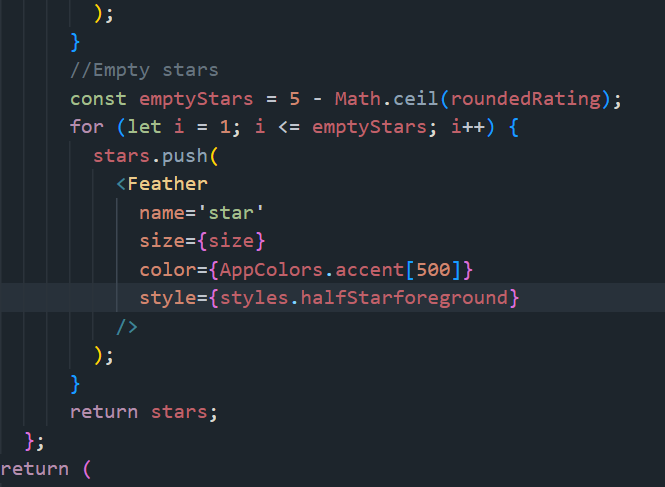 );
}
//Empty stars
const emptyStars = 5 - Math.ceil(roundedRating);
for (let i = 1; i <= emptyStars; i++) {
stars.push(
<Feather
name='star'
size={size}
color={AppColors.accent[500]}
style={styles.halfStarforeground}
/>
);
}
return stars;
};
return (